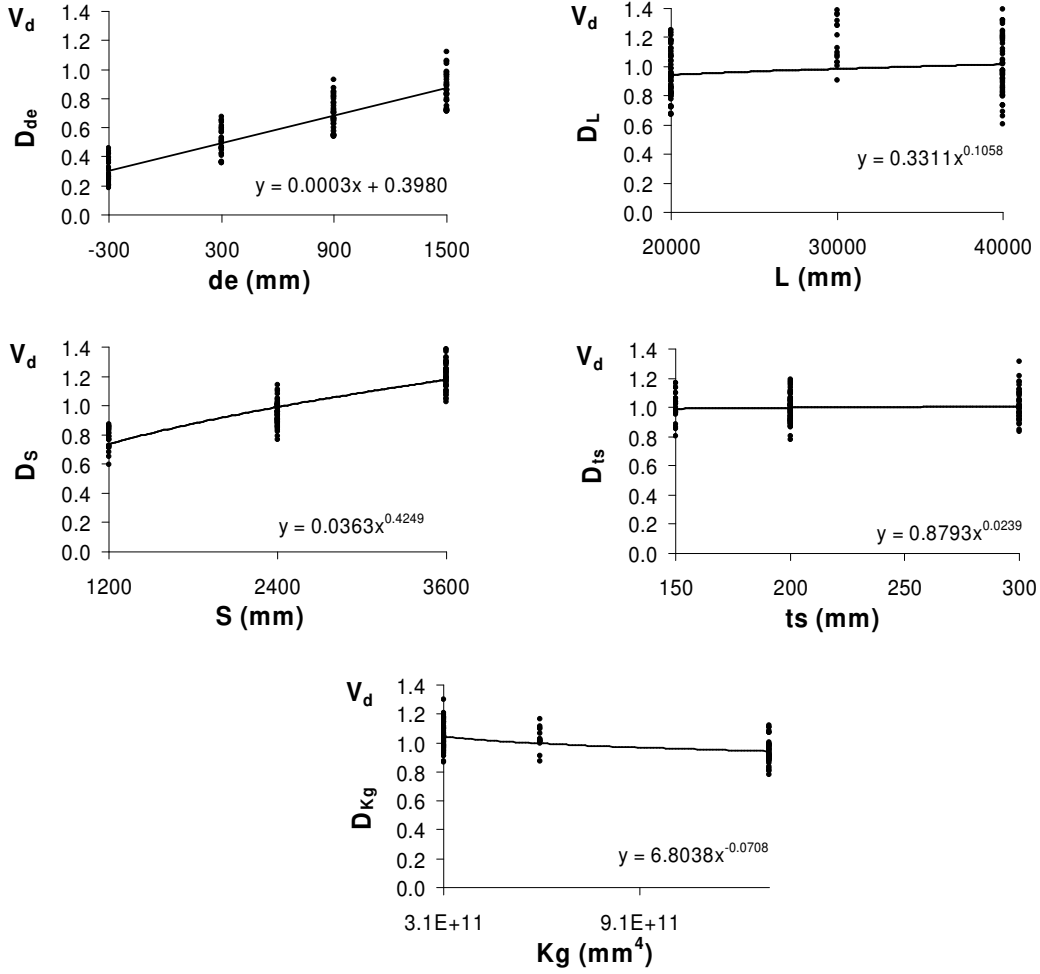 V_d
1.4
1.2
1.0
0.8
0.6
0.4
0.2
0.0
D_de
y = 0.0003x + 0.3980
-300 300 900 1500
de (mm)
V_d
1.4
1.2
1.0
0.8
0.6
0.4
0.2
0.0
D_L
y = 0.3311x^0.1058
20000 30000 40000
L (mm)
V_d
1.4
1.2
1.0
0.8
0.6
0.4
0.2
0.0
D_S
y = 0.0363x^0.4249
1200 2400 3600
S (mm)
V_d
1.4
1.2
1.0
0.8
0.6
0.4
0.2
0.0
D_ts
y = 0.8793x^0.0239
150 200 250 300
ts (mm)
V_d
1.4
1.2
1.0
0.8
0.6
0.4
0.2
0.0
D_Kg
y = 6.8038x^-0.0708
3.1E+11 9.1E+11
Kg (mm^4)